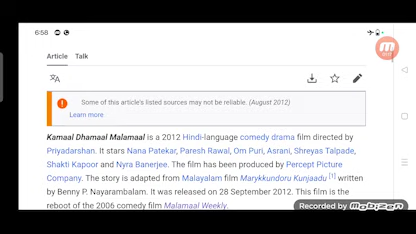 6:58
Article Talk
Some of this article's listed sources may not be reliable. (August 2012)
Learn more
Kamaal Dhamaal Malamaal is a 2012 Hindi-language comedy drama film directed by
Priyadarshan. It stars Nana Patekar, Paresh Rawal, Om Puri, Asrani, Shreyas Talpade,
Shakti Kapoor and Nyra Banerjee. The film has been produced by Percept Picture
Company. The story is adapted from Malayalam film Marykkundoru Kunjaadu [1] written
by Benny P. Nayarambalam. It was released on 28 September 2012. This film is the
reboot of the 2006 comedy film Malamaal Weekly.
Recorded by MOBIZEN